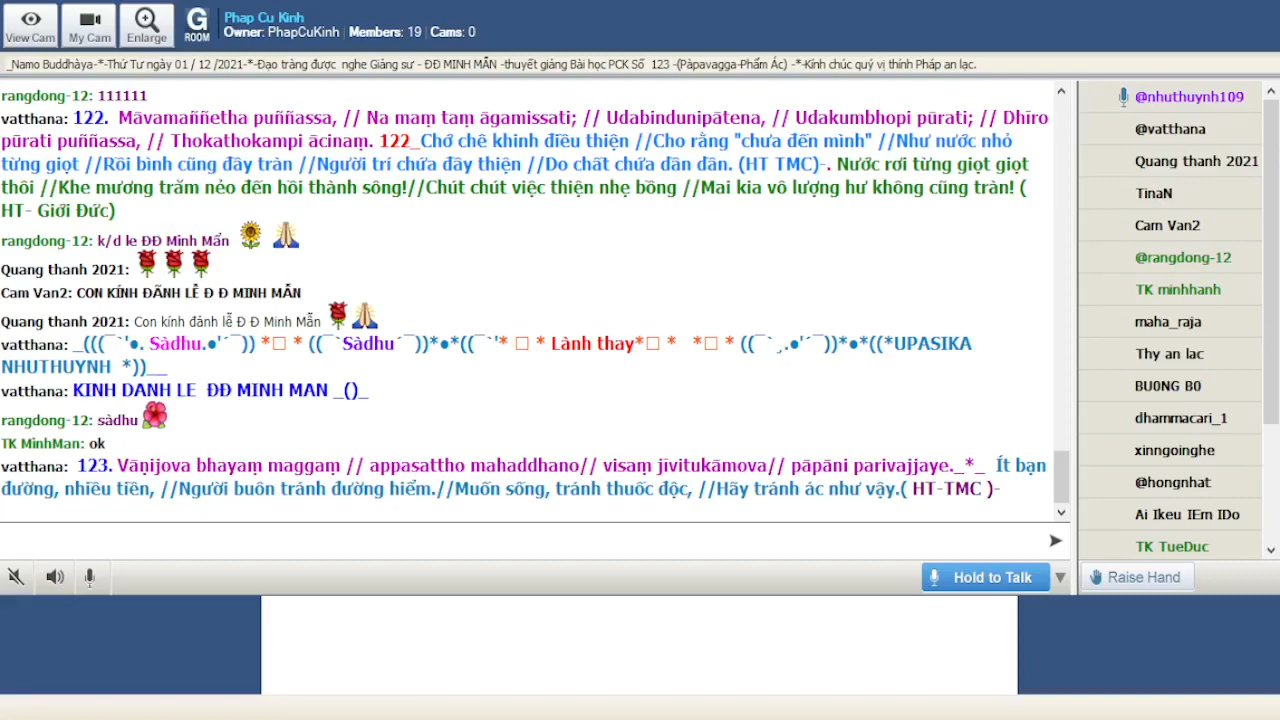 View Cam
My Cam
Enlarge
G ROOM
Phap Cu Kinh
Owner: PhapCuKinh | Members: 19 | Cams: 0
_Namo Buddhàya-*-Thứ Tư ngày 01 / 12 /2021-*-Đạo tràng được nghe Giảng sư - ĐĐ MINH MẪN -thuyết giảng Bài học PCK Số 123 -(Pàpavagga-Phẩm Ác) -*-Kính chúc quý vị thính Pháp an lạc.
rangdong-12: 111111
vatthana: 122. Māvamaññetha puññassa, // Na maṃ taṃ āgamissati; // Udabindunipātena, // Udakumbhopi pūrati; // Dhīro
pūrati puññassa, // Thokathokampi ācinaṃ. 122_Chớ chê khinh điều thiện //Cho rằng "chưa đến mình" //Như nước nhỏ
từng giọt //Rồi bình cũng đầy tràn //Người trí chứa đầy thiện //Do chất chứa dần dần. (HT TMC)-. Nước rơi từng giọt giọt
thôi //Khe mương trăm nẻo đến hồi thành sông!//Chút chút việc thiện nhẹ bồng //Mai kia vô lượng hư không cũng tràn! (
HT- Giới Đức)
rangdong-12: k/d le ĐĐ Minh Mẩn
Quang thanh 2021:
Cam Van2: CON KÍNH ĐÃNH LỄ Đ Đ MINH MẪN
Quang thanh 2021: Con kính đảnh lễ Đ Đ Minh Mẫn
vatthana: _(((¯`'•. Sàdhu.•'´¯)) *□ * ((¯`Sàdhu´¯))*•*((¯`'* □ * Lành thay*□ * *□ * ((¯`¸.•'´¯))*•*((*UPASIKA
NHUTHUYNH *))__
vatthana: KINH DANH LE ĐĐ MINH MAN _()_
rangdong-12: sàdhu
TK MinhMan: ok
vatthana: 123. Vāṇijova bhayaṃ maggaṃ // appasattho mahaddhano// visaṃ jīvitukāmova// pāpāni parivajjaye._*_ Ít bạn
đường, nhiều tiền, //Người buôn tránh đường hiểm.//Muốn sống, tránh thuốc độc, //Hãy tránh ác như vậy.( HT-TMC )-
Hold to Talk
@nhuthuynh109
@vatthana
Quang thanh 2021
TinaN
Cam Van2
@rangdong-12
TK minhhanh
maha_raja
Thy an lac
BU0NG B0
dhammacari_1
xinngoinghe
@hongnhat
Ai Ikeu IEm IDo
TK TueDuc
Raise Hand